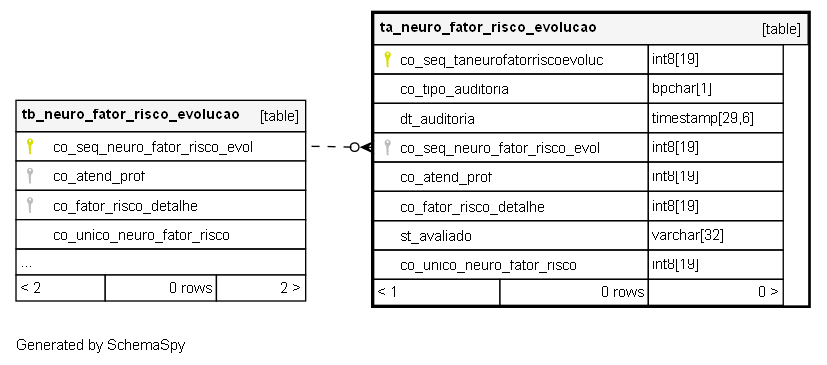 tb_neuro_fator_risco_evolucao [table]
co_seq_neuro_fator_risco_evol
co_atend_prof
co_fator_risco_detalhe
co_unico_neuro_fator_risco
...
< 2 0 rows 2 >
ta_neuro_fator_risco_evolucao [table]
co_seq_taneurofatorriscoevoluc int8[19]
co_tipo_auditoria bpchar[1]
dt_auditoria timestamp[29,6]
co_seq_neuro_fator_risco_evol int8[19]
co_atend_prof int8[19]
co_fator_risco_detalhe int8[19]
st_avaliado varchar[32]
co_unico_neuro_fator_risco int8[19]
< 1 0 rows 0 >
Generated by SchemaSpy